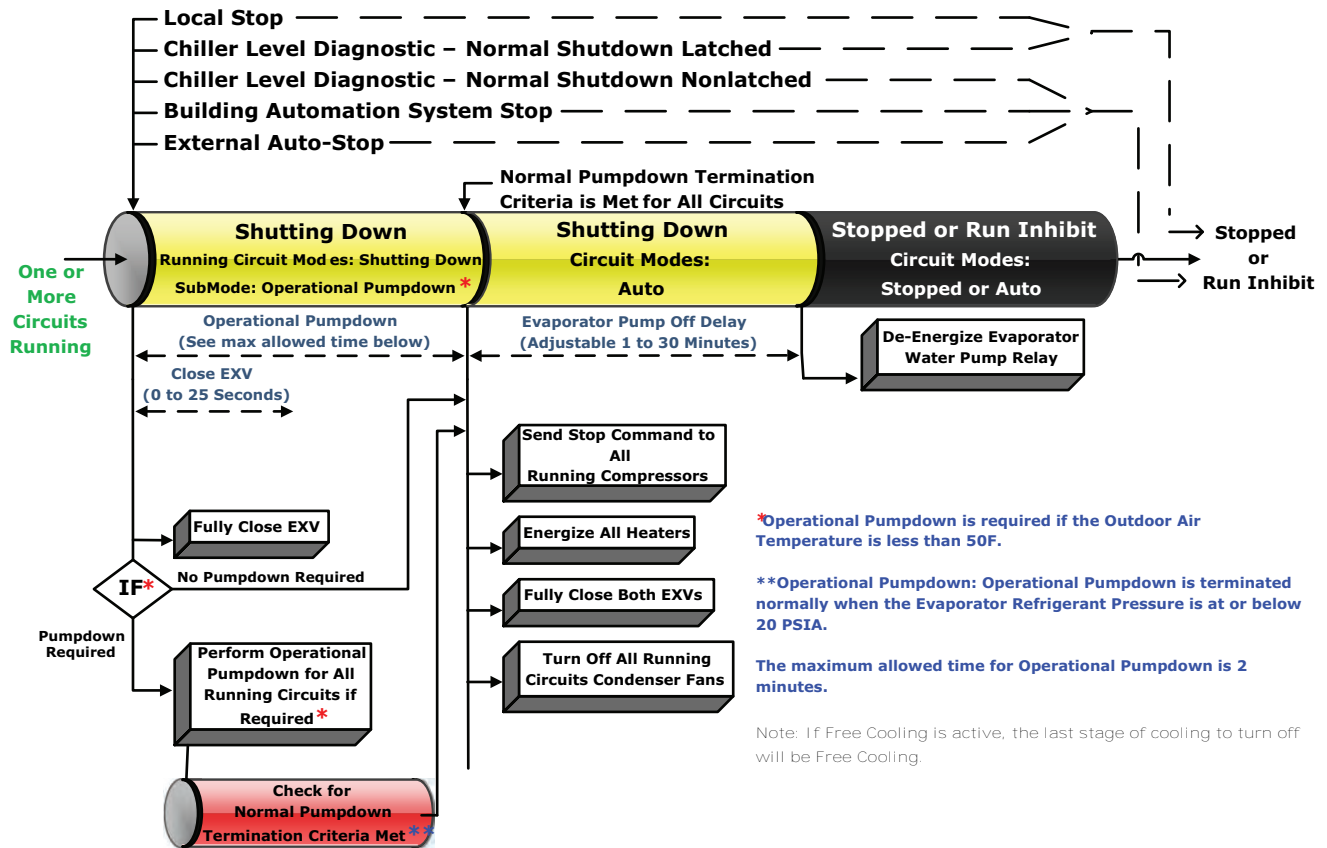 Local Stop
Chiller Level Diagnostic – Normal Shutdown Latched
Chiller Level Diagnostic – Normal Shutdown Nonlatched
Building Automation System Stop
External Auto-Stop
Normal Pumpdown Termination
Criteria is Met for All Circuits
One or
More
Circuits
Running
Shutting Down
Running Circuit Modes: Shutting Down
SubMode: Operational Pumpdown *
Shutting Down
Circuit Modes:
Auto
Stopped or Run Inhibit
Circuit Modes:
Stopped or Auto
Stopped
or
Run Inhibit
Operational Pumpdown
(See max allowed time below)
Evaporator Pump Off Delay
(Adjustable 1 to 30 Minutes)
De-Energize Evaporator
Water Pump Relay
Close EXV
(0 to 25 Seconds)
Send Stop Command to
All
Running Compressors
Fully Close EXV
Energize All Heaters
IF*
No Pumpdown Required
Fully Close Both EXVs
Pumpdown
Required
Perform Operational
Pumpdown for All
Running Circuits if
Required *
Turn Off All Running
Circuits Condenser Fans
Check for
Normal Pumpdown
Termination Criteria Met **
*Operational Pumpdown is required if the Outdoor Air
Temperature is less than 50F.
**Operational Pumpdown: Operational Pumpdown is terminated
normally when the Evaporator Refrigerant Pressure is at or below
20 PSIA.
The maximum allowed time for Operational Pumpdown is 2
minutes.
Note: If Free Cooling is active, the last stage of cooling to turn off
will be Free Cooling.